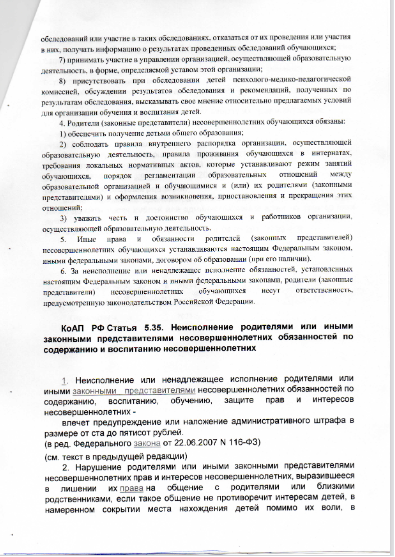 обследований или участие в таких обследованиях, отказаться от их проведения или участия
в них, получать информацию о результатах проведенных обследований обучающихся;
7) принимать участие в управлении организацией, осуществляющей образовательную
деятельность, в форме, определяемой уставом этой организации;
8) присутствовать при обследовании детей психолого-медико-педагогической
комиссией, обсуждении результатов обследования и рекомендаций, полученных по
результатам обследования, высказывать свое мнение относительно предлагаемых условий
для организации обучения и воспитания детей.
4. Родители (законные представители) несовершеннолетних обучающихся обязаны:
1) обеспечить получение детьми общего образования;
2) соблюдать правила внутреннего распорядка организации, осуществляющей
образовательную деятельность, правила проживания обучающихся в интернатах,
требования локальных нормативных актов, которые устанавливают режим занятий
обучающихся, порядок регламентации образовательных отношений между
образовательной организацией и обучающимися и (или) их родителями (законными
представителями) и оформления возникновения, приостановления и прекращения этих
отношений;
3) уважать честь и достоинство обучающихся и работников организации,
осуществляющей образовательную деятельность.
5. Иные права и обязанности родителей (законных представителей)
несовершеннолетних обучающихся устанавливаются настоящим Федеральным законом,
иными федеральными законами, договором об образовании (при его наличии).
6. За неисполнение или ненадлежащее исполнение обязанностей, установленных
настоящим Федеральным законом и иными федеральными законами, родители (законные
представители) несовершеннолетних обучающихся несут ответственность,
предусмотренную законодательством Российской Федерации.
КоАП РФ Статья 5.35. Неисполнение родителями или иными
законными представителями несовершеннолетних обязанностей по
содержанию и воспитанию несовершеннолетних
1. Неисполнение или ненадлежащее исполнение родителями или
иными законными представителями несовершеннолетних обязанностей по
содержанию, воспитанию, обучению, защите прав и интересов
несовершеннолетних -
влечет предупреждение или наложение административного штрафа в
размере от ста до пятисот рублей.
(в ред. Федерального закона от 22.06.2007 N 116-ФЗ)
(см. текст в предыдущей редакции)
2. Нарушение родителями или иными законными представителями
несовершеннолетних прав и интересов несовершеннолетних, выразившееся
в лишении их права на общение с родителями или близкими
родственниками, если такое общение не противоречит интересам детей, в
намеренном сокрытии места нахождения детей помимо их воли, в